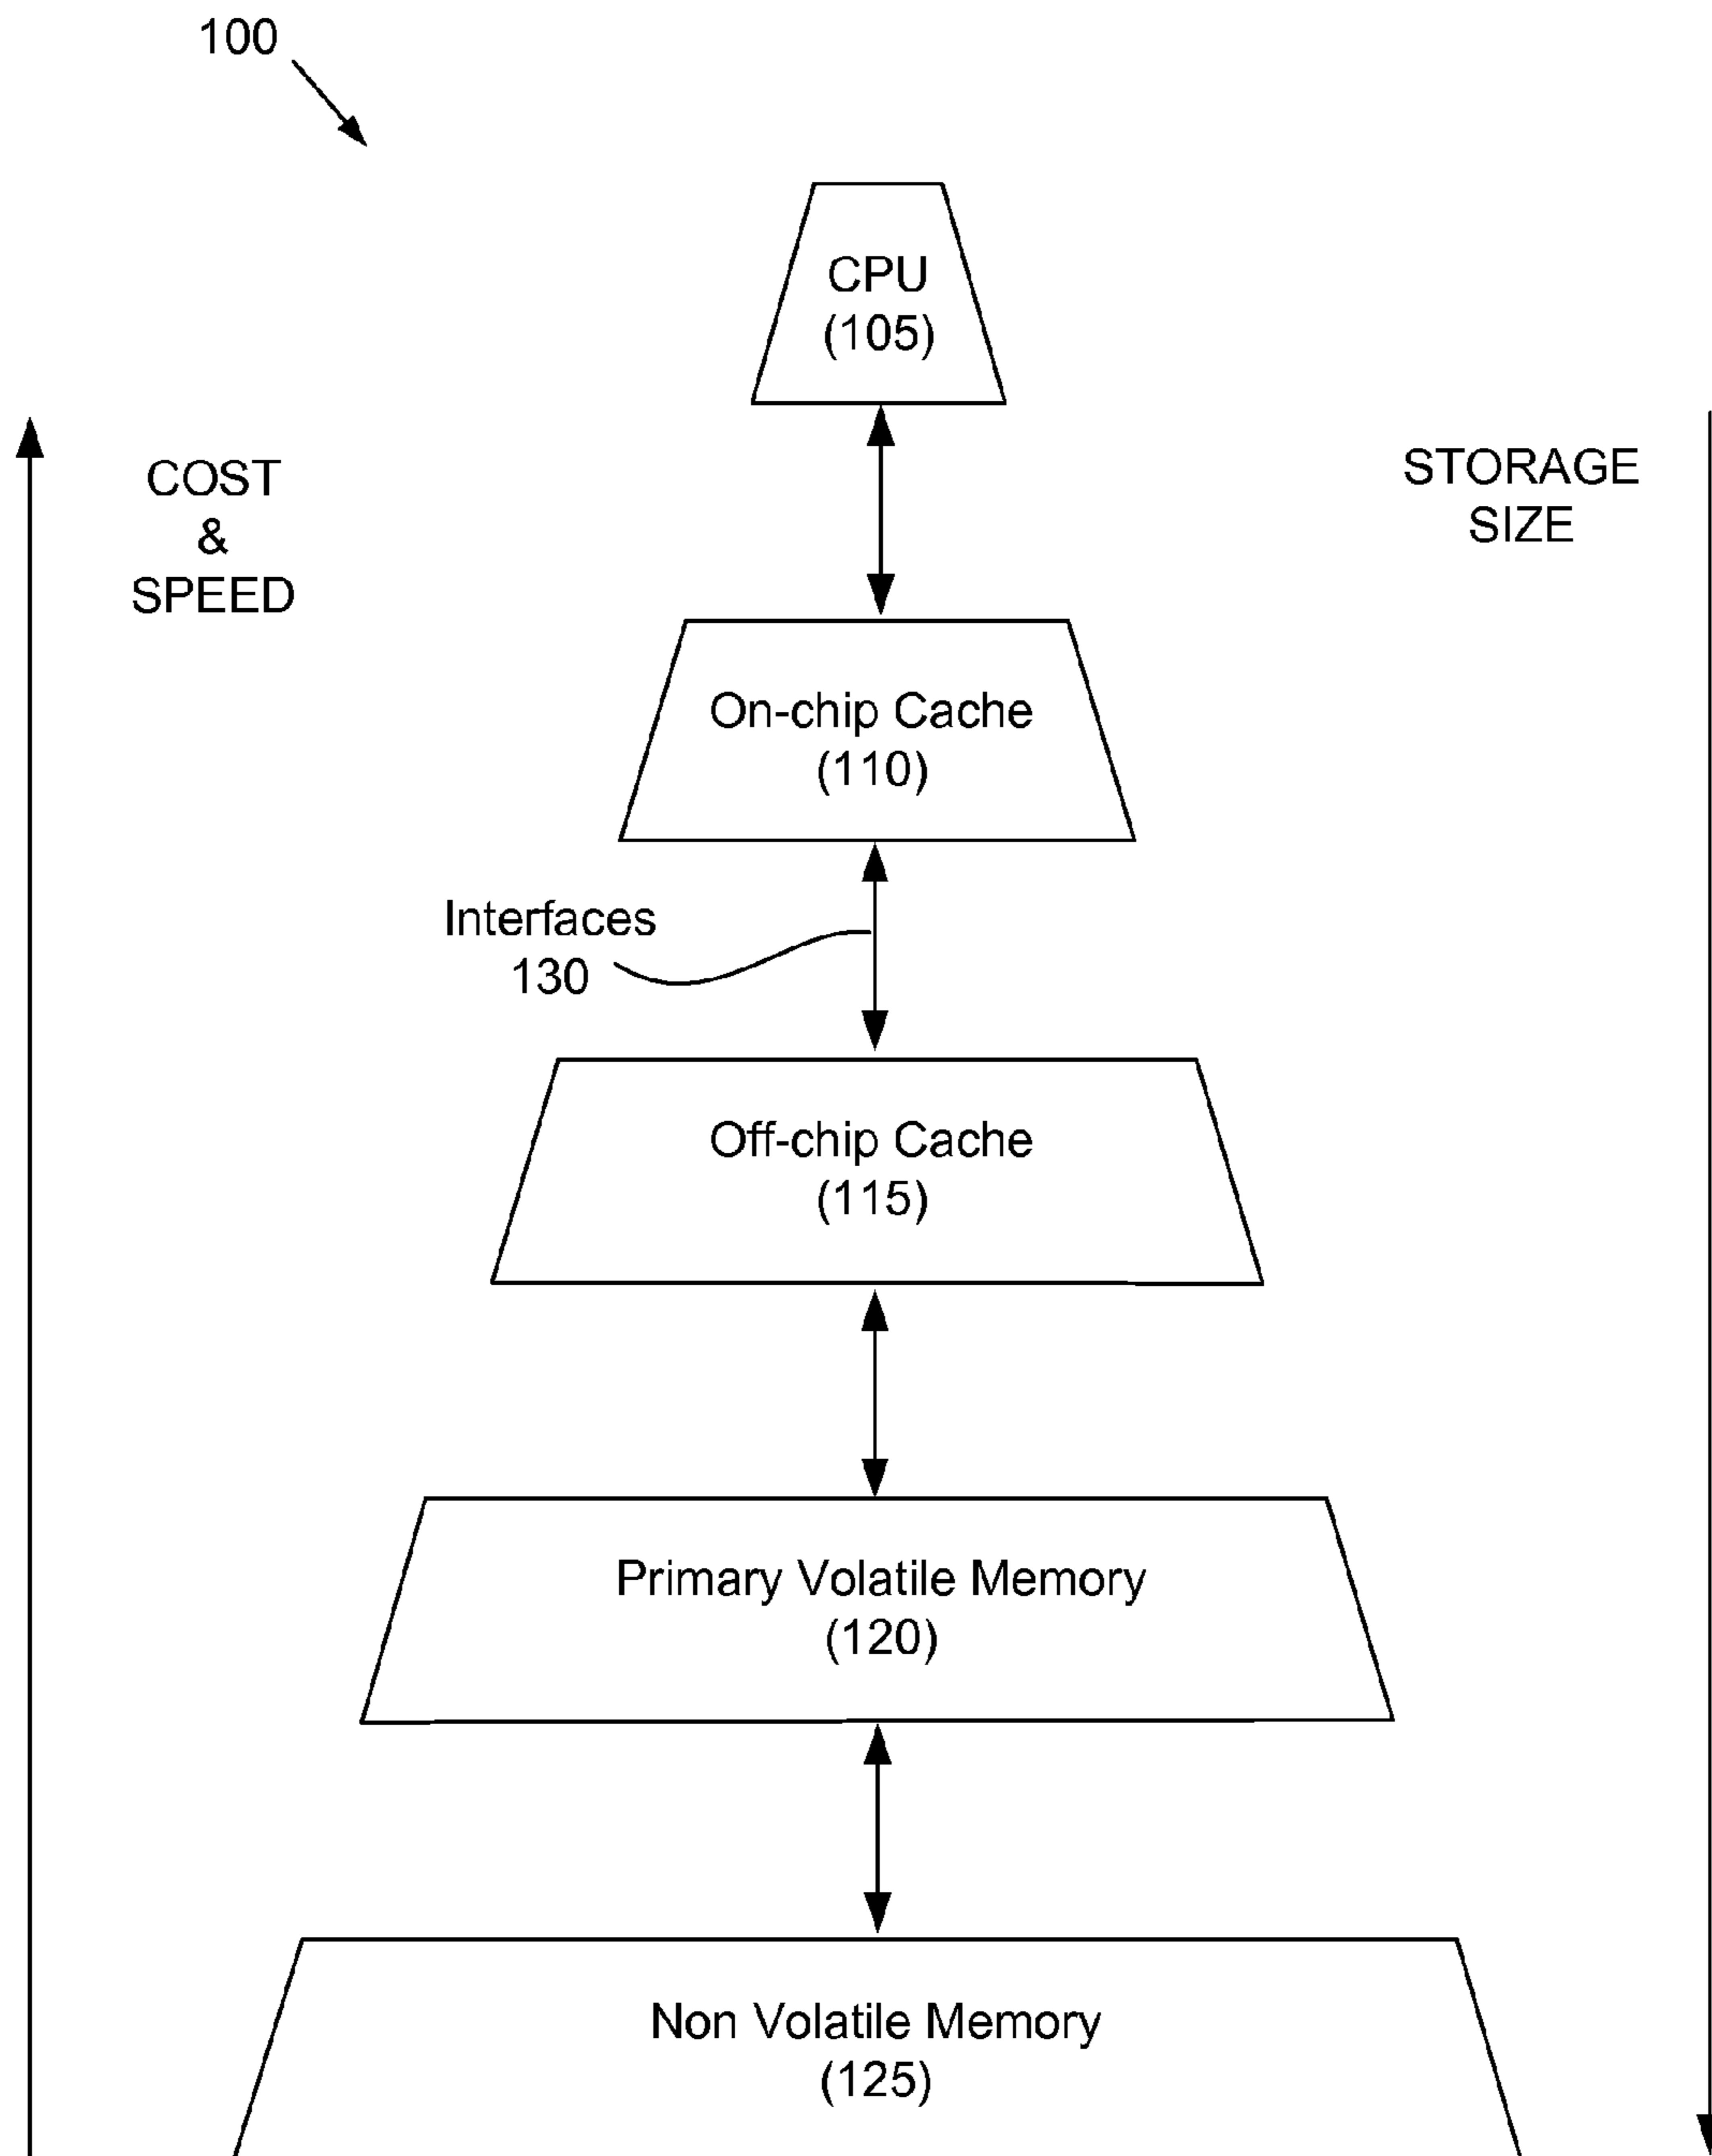 100
CPU
(105)
COST
&
SPEED
STORAGE
SIZE
On-chip Cache
(110)
Interfaces
130
Off-chip Cache
(115)
Primary Volatile Memory
(120)
Non Volatile Memory
(125)